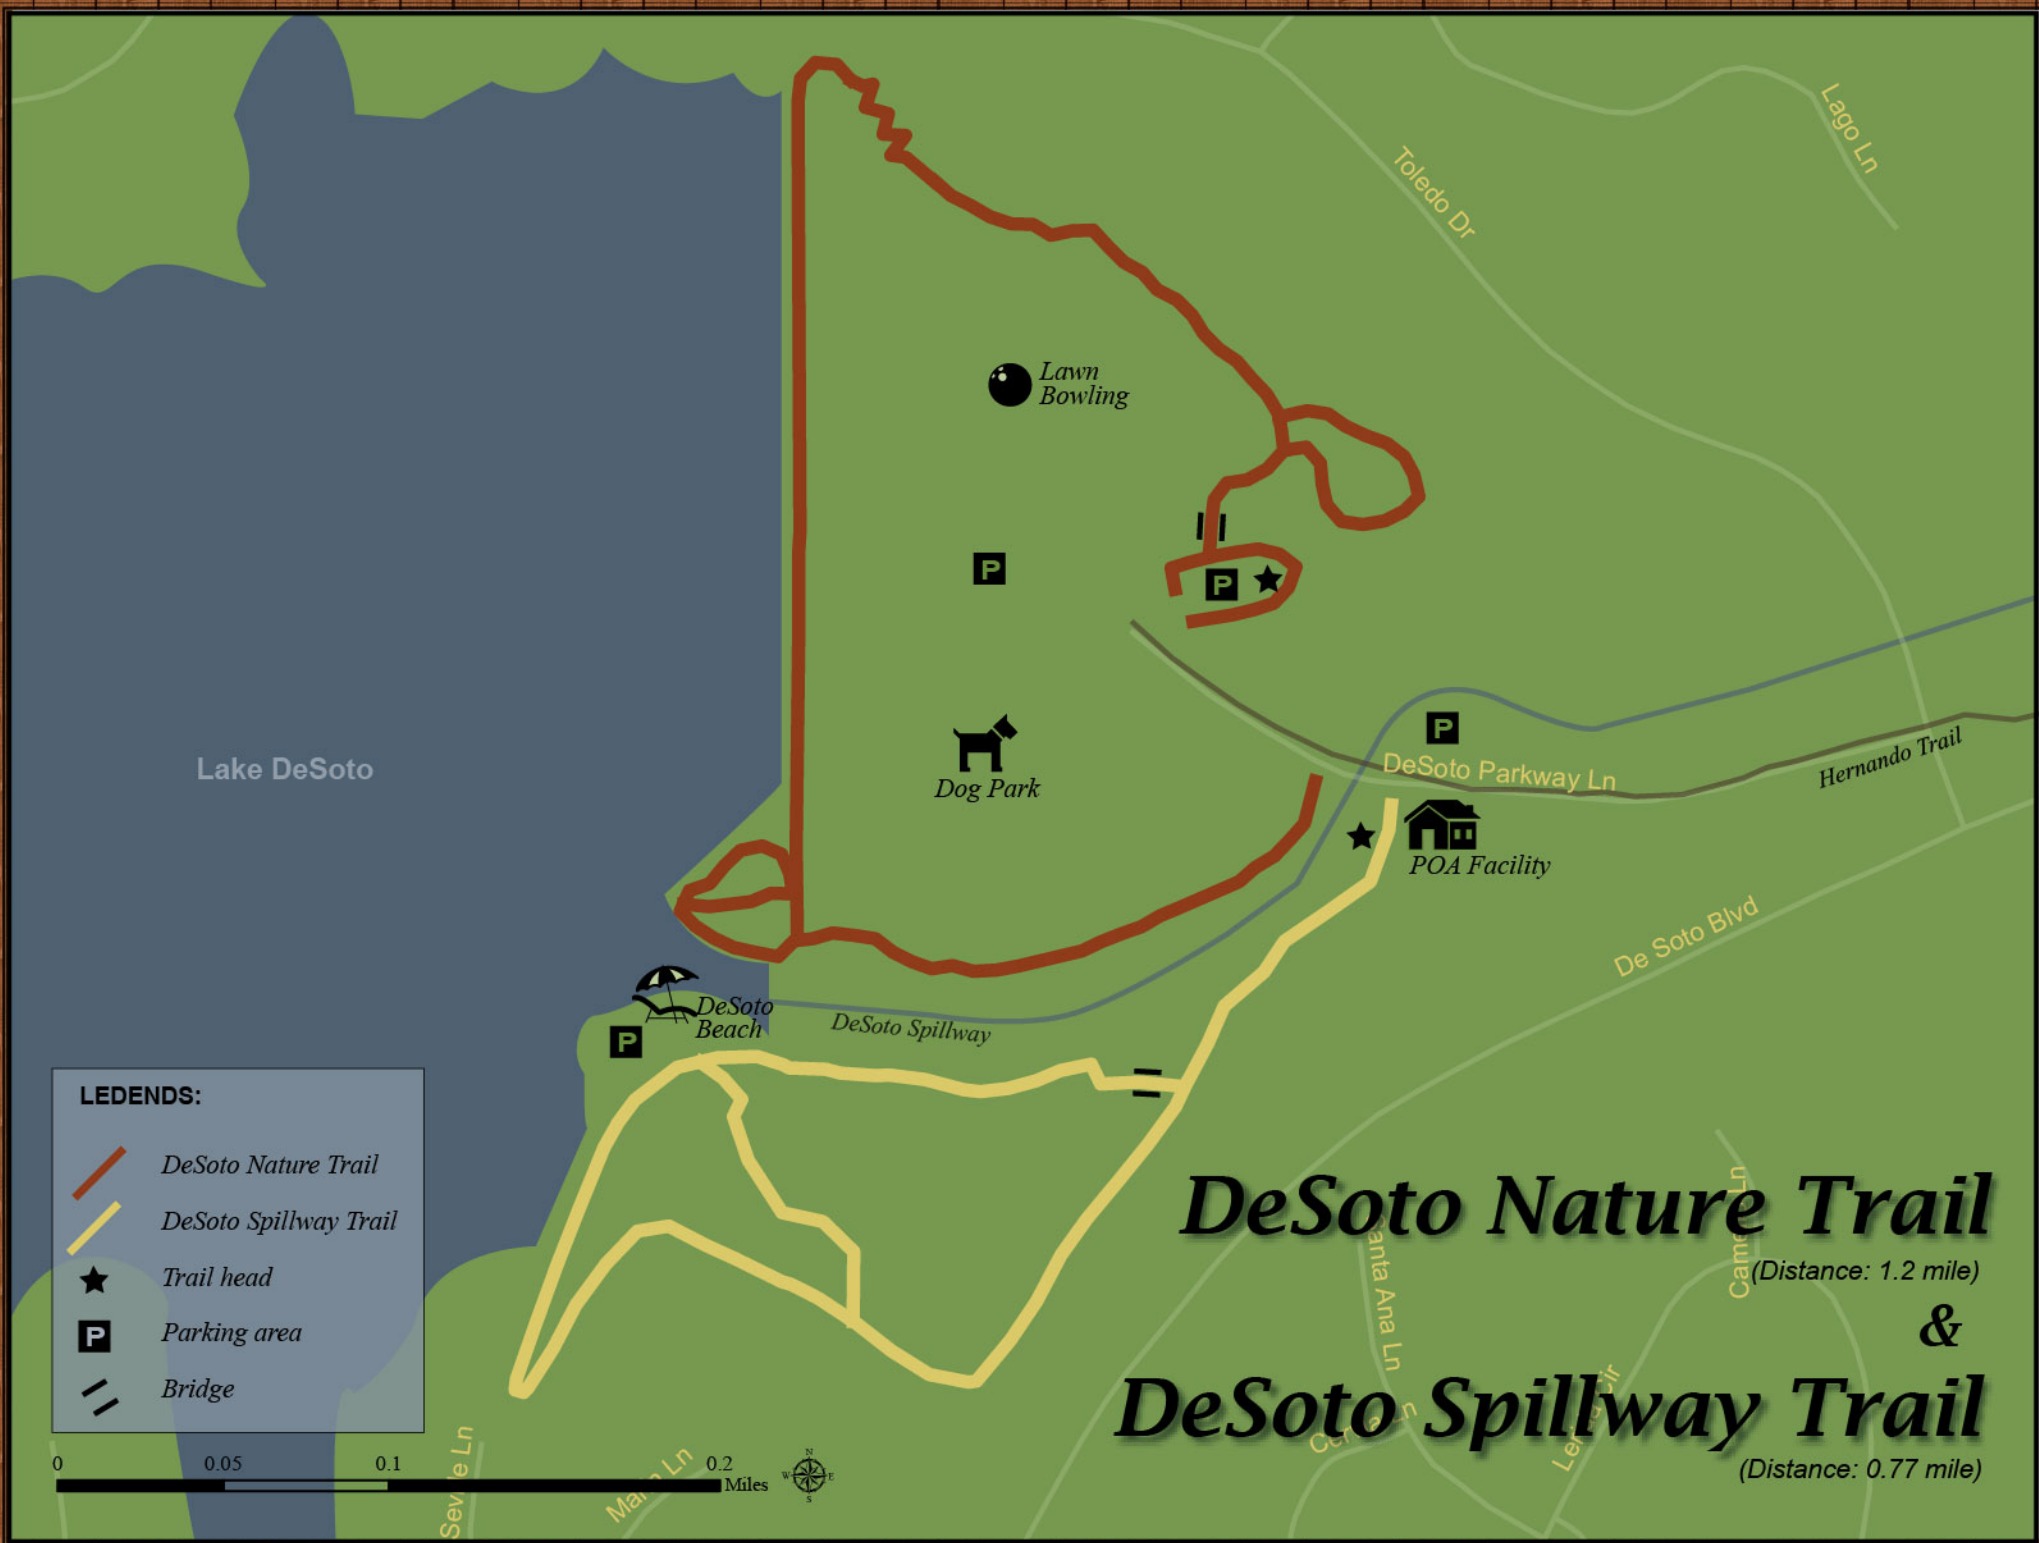 Lago Ln
Toledo Dr
Lawn
Bowling
P
P
P
Lake DeSoto
Dog Park
DeSoto Parkway Ln
Hernando Trail
POA Facility
De Soto Blvd
DeSoto
Beach
P
DeSoto Spillway
LEDENDS:
DeSoto Nature Trail
DeSoto Spillway Trail
Trail head
P Parking area
Bridge
DeSoto Nature Trail
(Distance: 1.2 mile)
&
DeSoto Spillway Trail
(Distance: 0.77 mile)
Santa Ana Ln
Ln
Ln
Ln
0 0.05 0.1 0.2
Miles
N
W E
S